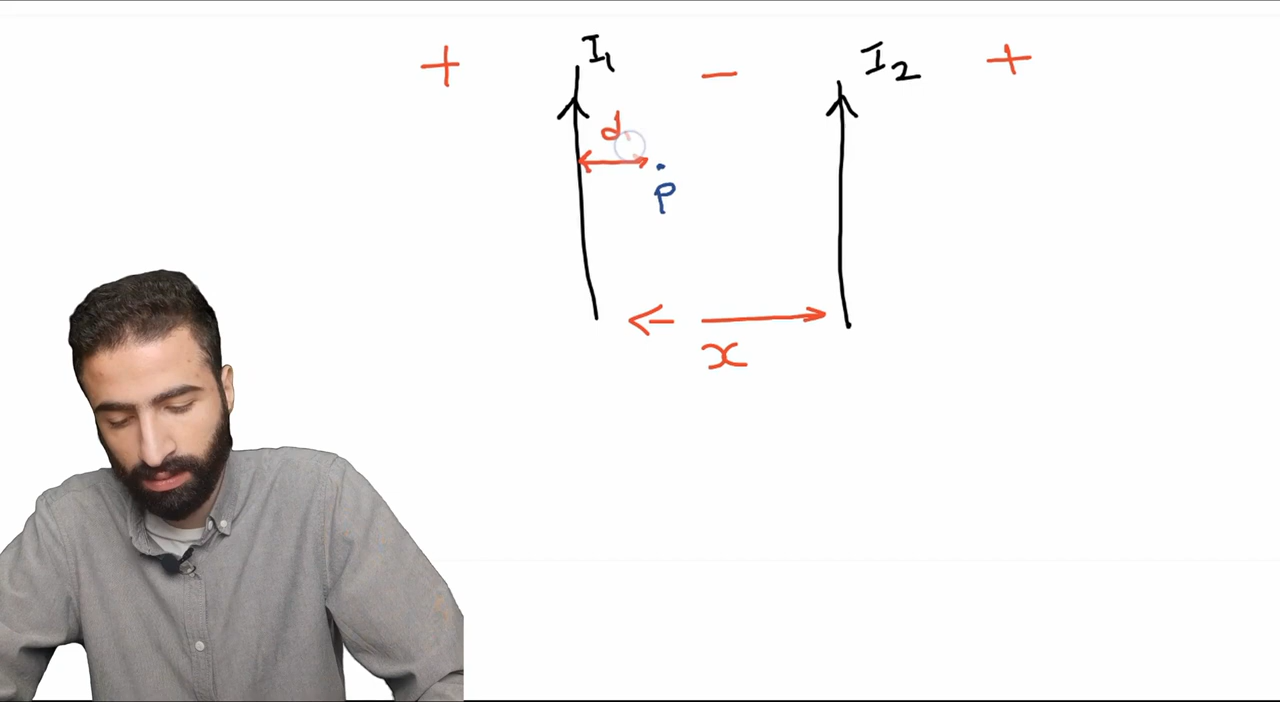 + I₁ − I₂ +
d
P
x